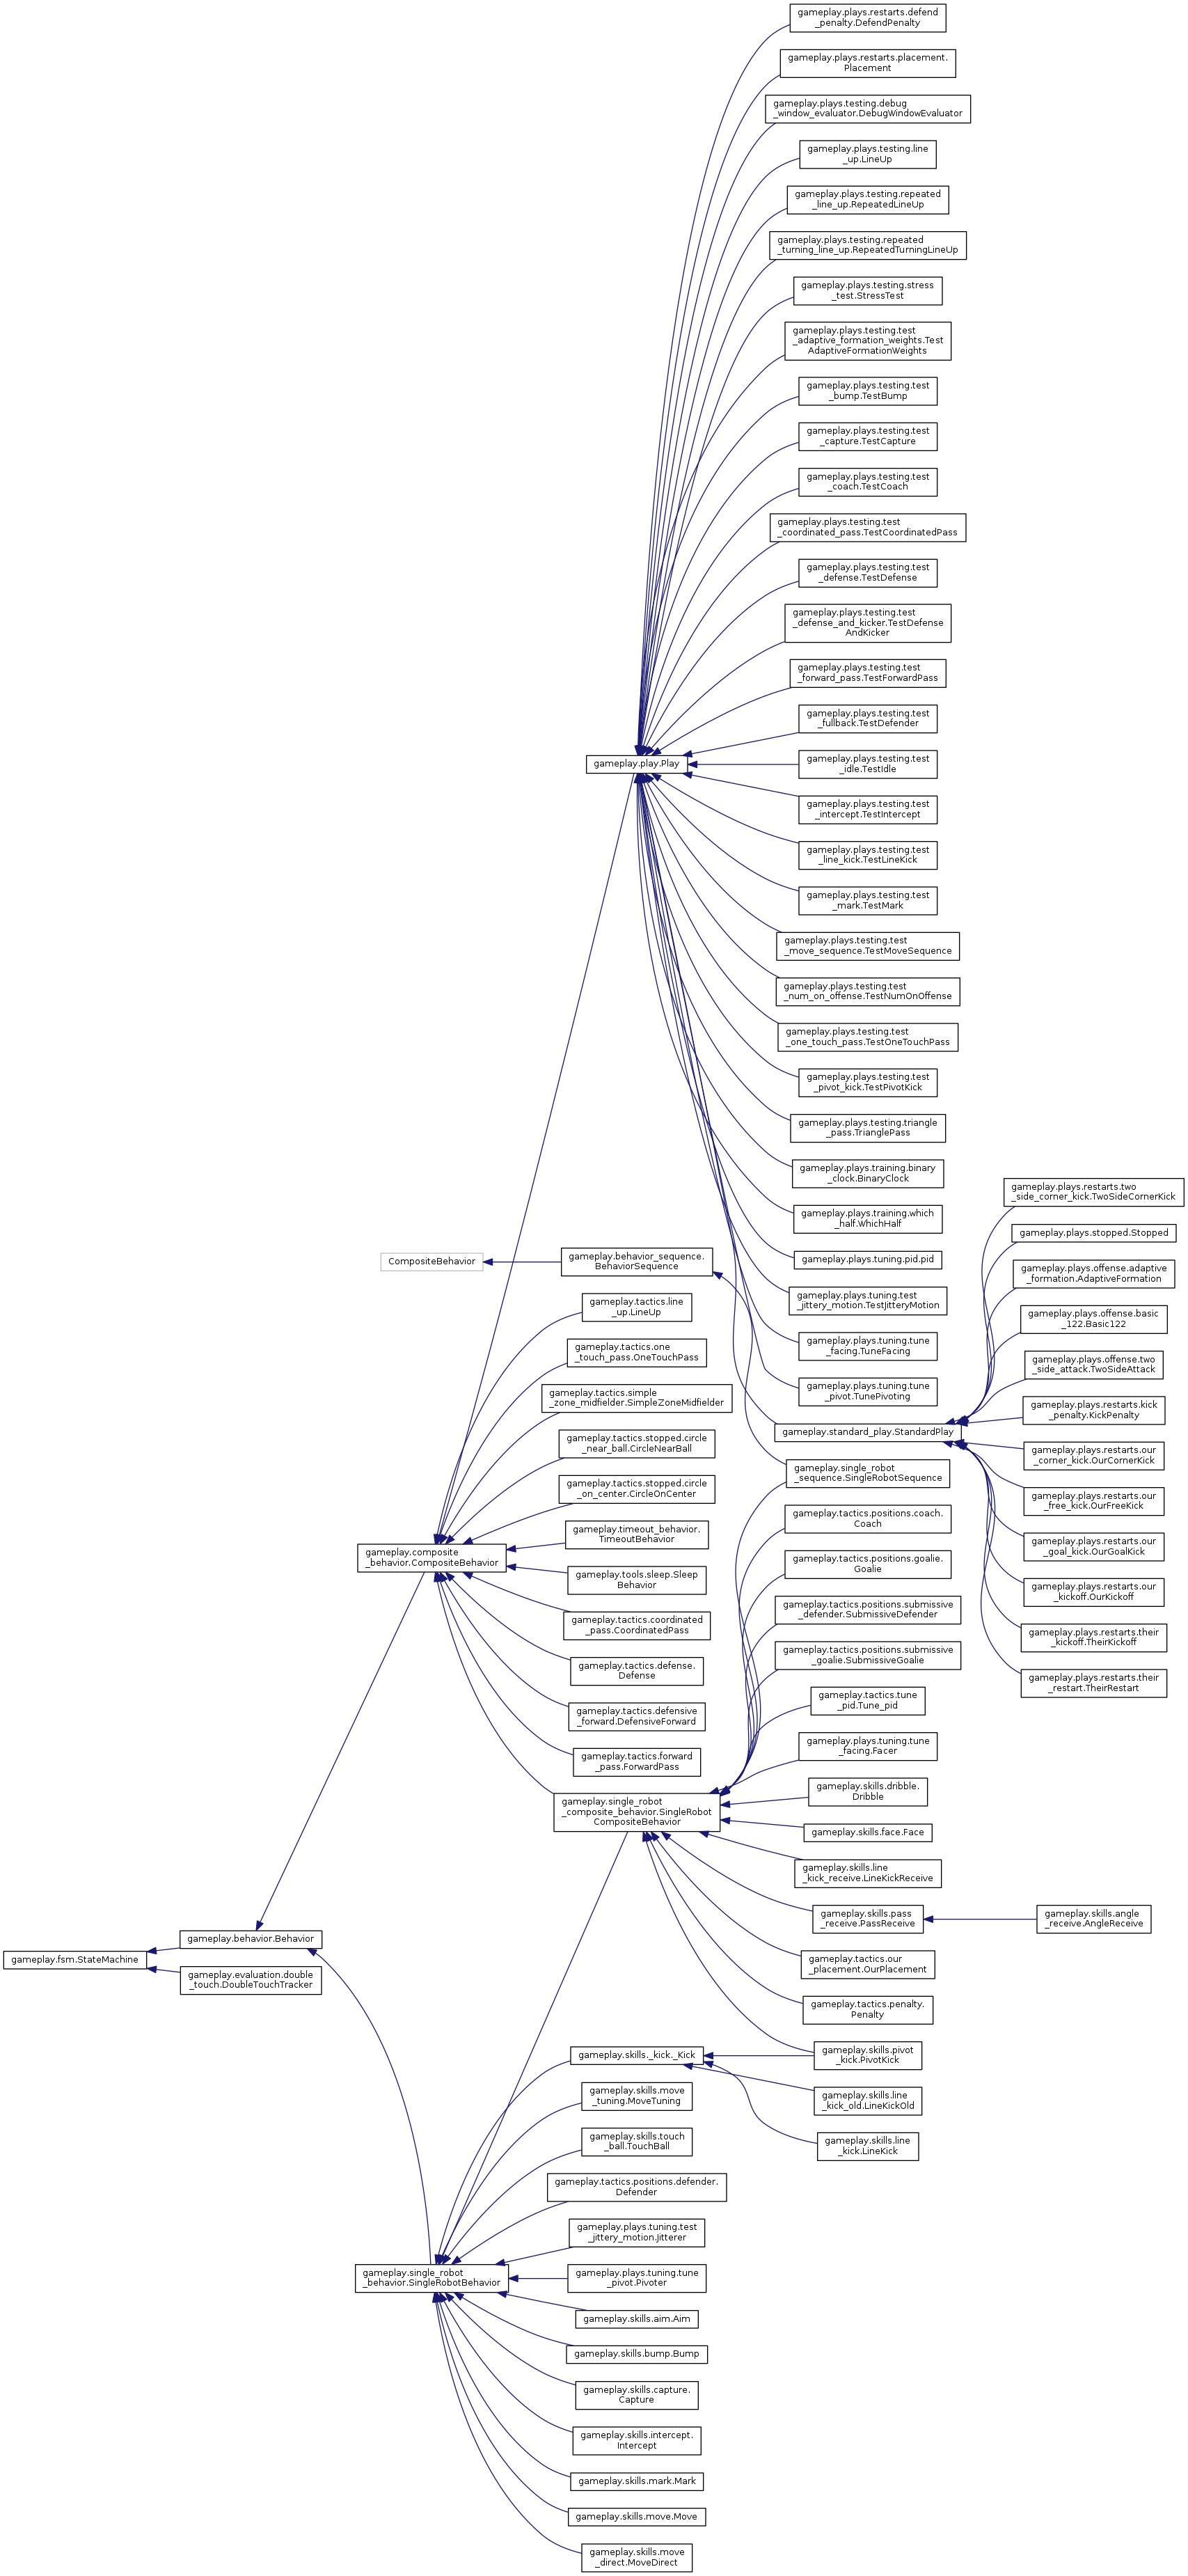 gameplay.plays.restarts.defend
_penalty.DefendPenalty
gameplay.plays.restarts.placement.
Placement
gameplay.plays.testing.debug
_window_evaluator.DebugWindowEvaluator
gameplay.plays.testing.line
_up.LineUp
gameplay.plays.testing.repeated
_line_up.RepeatedLineUp
gameplay.plays.testing.repeated
_turning_line_up.RepeatedTurningLineUp
gameplay.plays.testing.stress
_test.StressTest
gameplay.plays.testing.test
_adaptive_formation_weights.Test
AdaptiveFormationWeights
gameplay.plays.testing.test
_bump.TestBump
gameplay.plays.testing.test
_capture.TestCapture
gameplay.plays.testing.test
_coach.TestCoach
gameplay.plays.testing.test
_coordinated_pass.TestCoordinatedPass
gameplay.plays.testing.test
_defense.TestDefense
gameplay.plays.testing.test
_defense_and_kicker.TestDefense
AndKicker
gameplay.plays.testing.test
_forward_pass.TestForwardPass
gameplay.plays.testing.test
_fullback.TestDefender
gameplay.play.Play
gameplay.plays.testing.test
_idle.TestIdle
gameplay.plays.testing.test
_intercept.TestIntercept
gameplay.plays.testing.test
_line_kick.TestLineKick
gameplay.plays.testing.test
_mark.TestMark
gameplay.plays.testing.test
_move_sequence.TestMoveSequence
gameplay.plays.testing.test
_num_on_offense.TestNumOnOffense
gameplay.plays.testing.test
_one_touch_pass.TestOneTouchPass
gameplay.plays.testing.test
_pivot_kick.TestPivotKick
gameplay.plays.testing.triangle
_pass.TrianglePass
gameplay.plays.training.binary
_clock.BinaryClock
gameplay.plays.training.which
_half.WhichHalf
gameplay.plays.tuning.pid.pid
gameplay.plays.tuning.test
_jittery_motion.TestJitteryMotion
gameplay.plays.tuning.tune
_facing.TuneFacing
gameplay.plays.tuning.tune
_pivot.TunePivoting
gameplay.standard_play.StandardPlay
gameplay.plays.restarts.two
_side_corner_kick.TwoSideCornerKick
gameplay.plays.stopped.Stopped
gameplay.plays.offense.adaptive
_formation.AdaptiveFormation
gameplay.plays.offense.basic
_122.Basic122
gameplay.plays.offense.two
_side_attack.TwoSideAttack
gameplay.plays.restarts.kick
_penalty.KickPenalty
gameplay.plays.restarts.our
_corner_kick.OurCornerKick
gameplay.plays.restarts.our
_free_kick.OurFreeKick
gameplay.plays.restarts.our
_goal_kick.OurGoalKick
gameplay.plays.restarts.our
_kickoff.OurKickoff
gameplay.plays.restarts.their
_kickoff.TheirKickoff
gameplay.plays.restarts.their
_restart.TheirRestart
CompositeBehavior
gameplay.behavior_sequence.
BehaviorSequence
gameplay.tactics.line
_up.LineUp
gameplay.tactics.one
_touch_pass.OneTouchPass
gameplay.tactics.simple
_zone_midfielder.SimpleZoneMidfielder
gameplay.tactics.stopped.circle
_near_ball.CircleNearBall
gameplay.tactics.stopped.circle
_on_center.CircleOnCenter
gameplay.composite
_behavior.CompositeBehavior
gameplay.timeout_behavior.
TimeoutBehavior
gameplay.tools.sleep.Sleep
Behavior
gameplay.tactics.coordinated
_pass.CoordinatedPass
gameplay.tactics.defense.
Defense
gameplay.tactics.defensive
_forward.DefensiveForward
gameplay.tactics.forward
_pass.ForwardPass
gameplay.single_robot
_composite_behavior.SingleRobot
CompositeBehavior
gameplay.single_robot
_sequence.SingleRobotSequence
gameplay.tactics.positions.coach.
Coach
gameplay.tactics.positions.goalie.
Goalie
gameplay.tactics.positions.submissive
_defender.SubmissiveDefender
gameplay.tactics.positions.submissive
_goalie.SubmissiveGoalie
gameplay.tactics.tune
_pid.Tune_pid
gameplay.plays.tuning.tune
_facing.Facer
gameplay.skills.dribble.
Dribble
gameplay.skills.face.Face
gameplay.skills.line
_kick_receive.LineKickReceive
gameplay.skills.pass
_receive.PassReceive
gameplay.skills.angle
_receive.AngleReceive
gameplay.tactics.our
_placement.OurPlacement
gameplay.tactics.penalty.
Penalty
gameplay.skills.pivot
_kick.PivotKick
gameplay.skills.line
_kick_old.LineKickOld
gameplay.skills.line
_kick.LineKick
gameplay.fsm.StateMachine
gameplay.behavior.Behavior
gameplay.evaluation.double
_touch.DoubleTouchTracker
gameplay.skills._kick._Kick
gameplay.skills.move
_tuning.MoveTuning
gameplay.skills.touch
_ball.TouchBall
gameplay.tactics.positions.defender.
Defender
gameplay.plays.tuning.test
_jittery_motion.Jitterer
gameplay.single_robot
_behavior.SingleRobotBehavior
gameplay.plays.tuning.tune
_pivot.Pivoter
gameplay.skills.aim.Aim
gameplay.skills.bump.Bump
gameplay.skills.capture.
Capture
gameplay.skills.intercept.
Intercept
gameplay.skills.mark.Mark
gameplay.skills.move.Move
gameplay.skills.move
_direct.MoveDirect